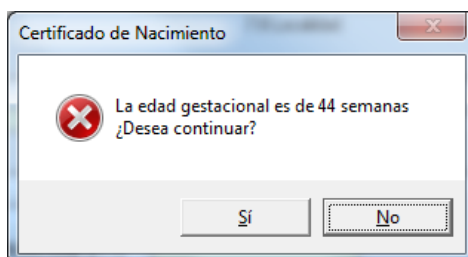 Certificado de Nacimiento
La edad gestacional es de 44 semanas
¿Desea continuar?
Sí
No